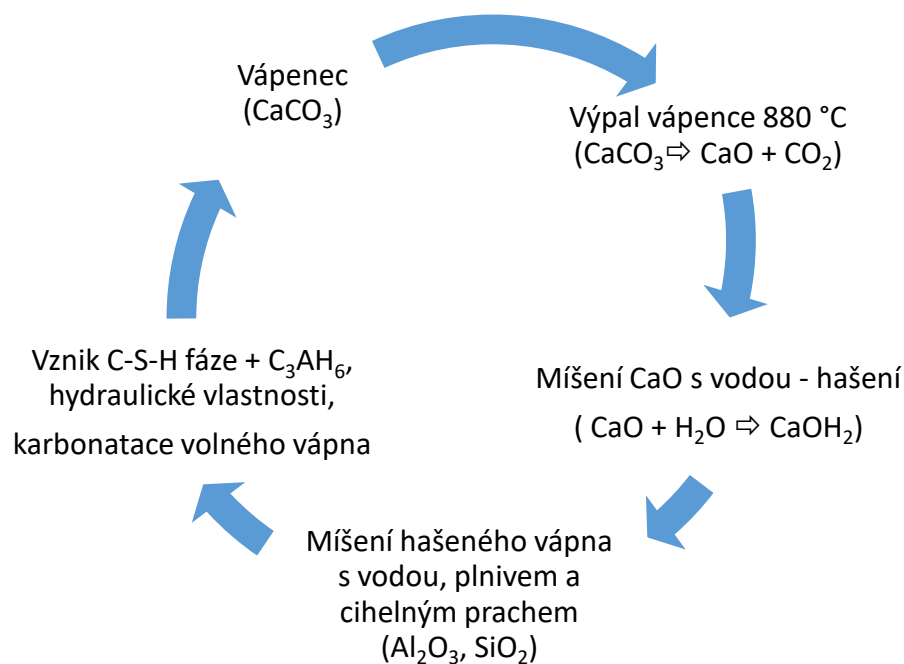 Vápenec
(CaCO₃)
Výpal vápence 880 °C
(CaCO₃⇨ CaO + CO₂)
Míšení CaO s vodou - hašení
( CaO + H₂O ⇨ CaOH₂)
Míšení hašeného vápna
s vodou, plnivem a
cihelným prachem
(Al₂O₃, SiO₂)
Vznik C-S-H fáze + C₃AH₆,
hydraulické vlastnosti,
karbonatace volného vápna